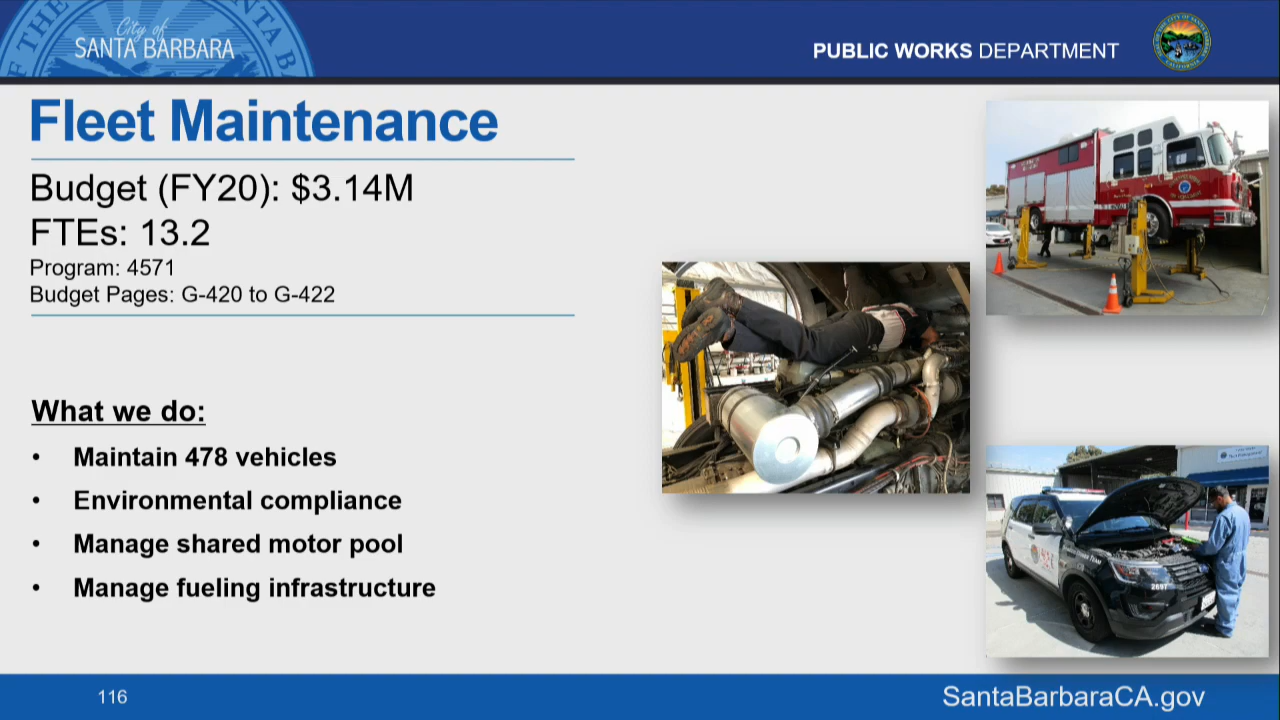 City of
SANTA BARBARA
PUBLIC WORKS DEPARTMENT
Fleet Maintenance
Budget (FY20): $3.14M
FTEs: 13.2
Program: 4571
Budget Pages: G-420 to G-422
What we do:
• Maintain 478 vehicles
• Environmental compliance
• Manage shared motor pool
• Manage fueling infrastructure
2697
116
SantaBarbaraCA.gov